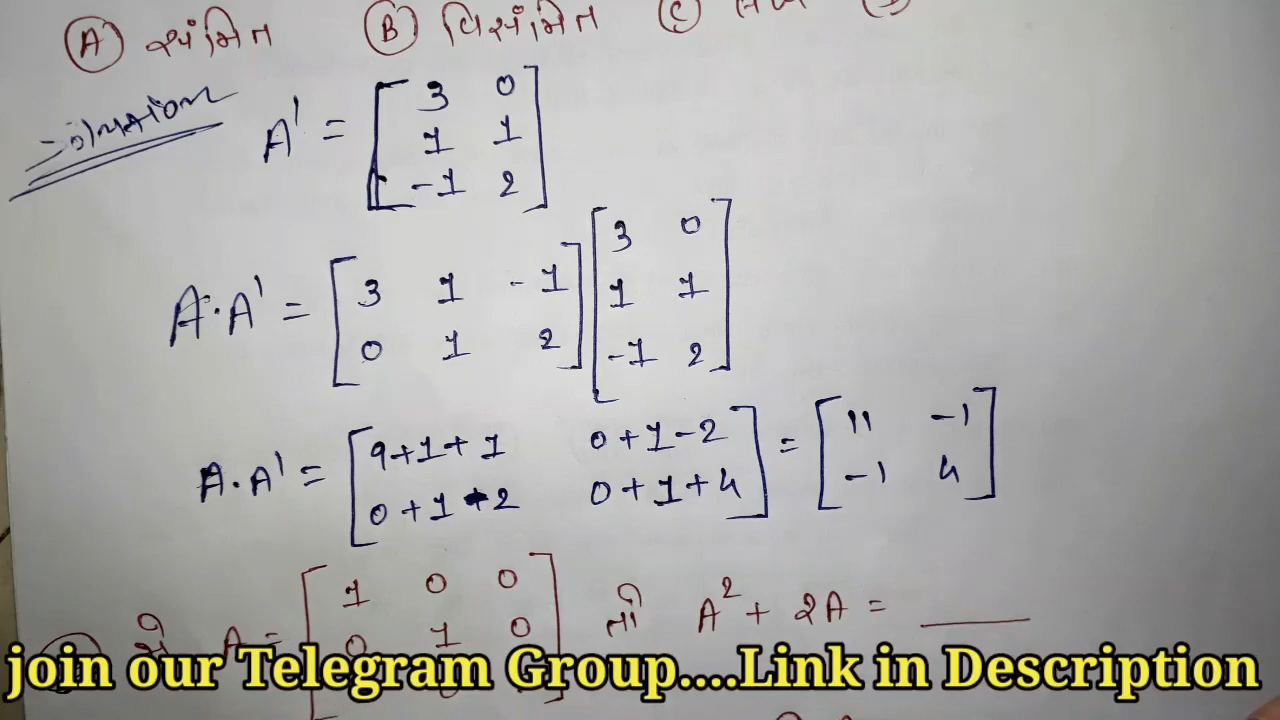 (A) સંમિત (B) વિસંમિત (C)
Solution A' = [3 0
1 1
-1 2]
A·A' = [3 1 -1
0 1 2] [3 0
1 1
-1 2]
A·A' = [9+1+1 0+1-2
0+1-2 0+1+4] = [11 -1
-1 4]
જો A = [1 0 0
0 1 0
તો A² + 2A = ____
join our Telegram Group....Link in Description